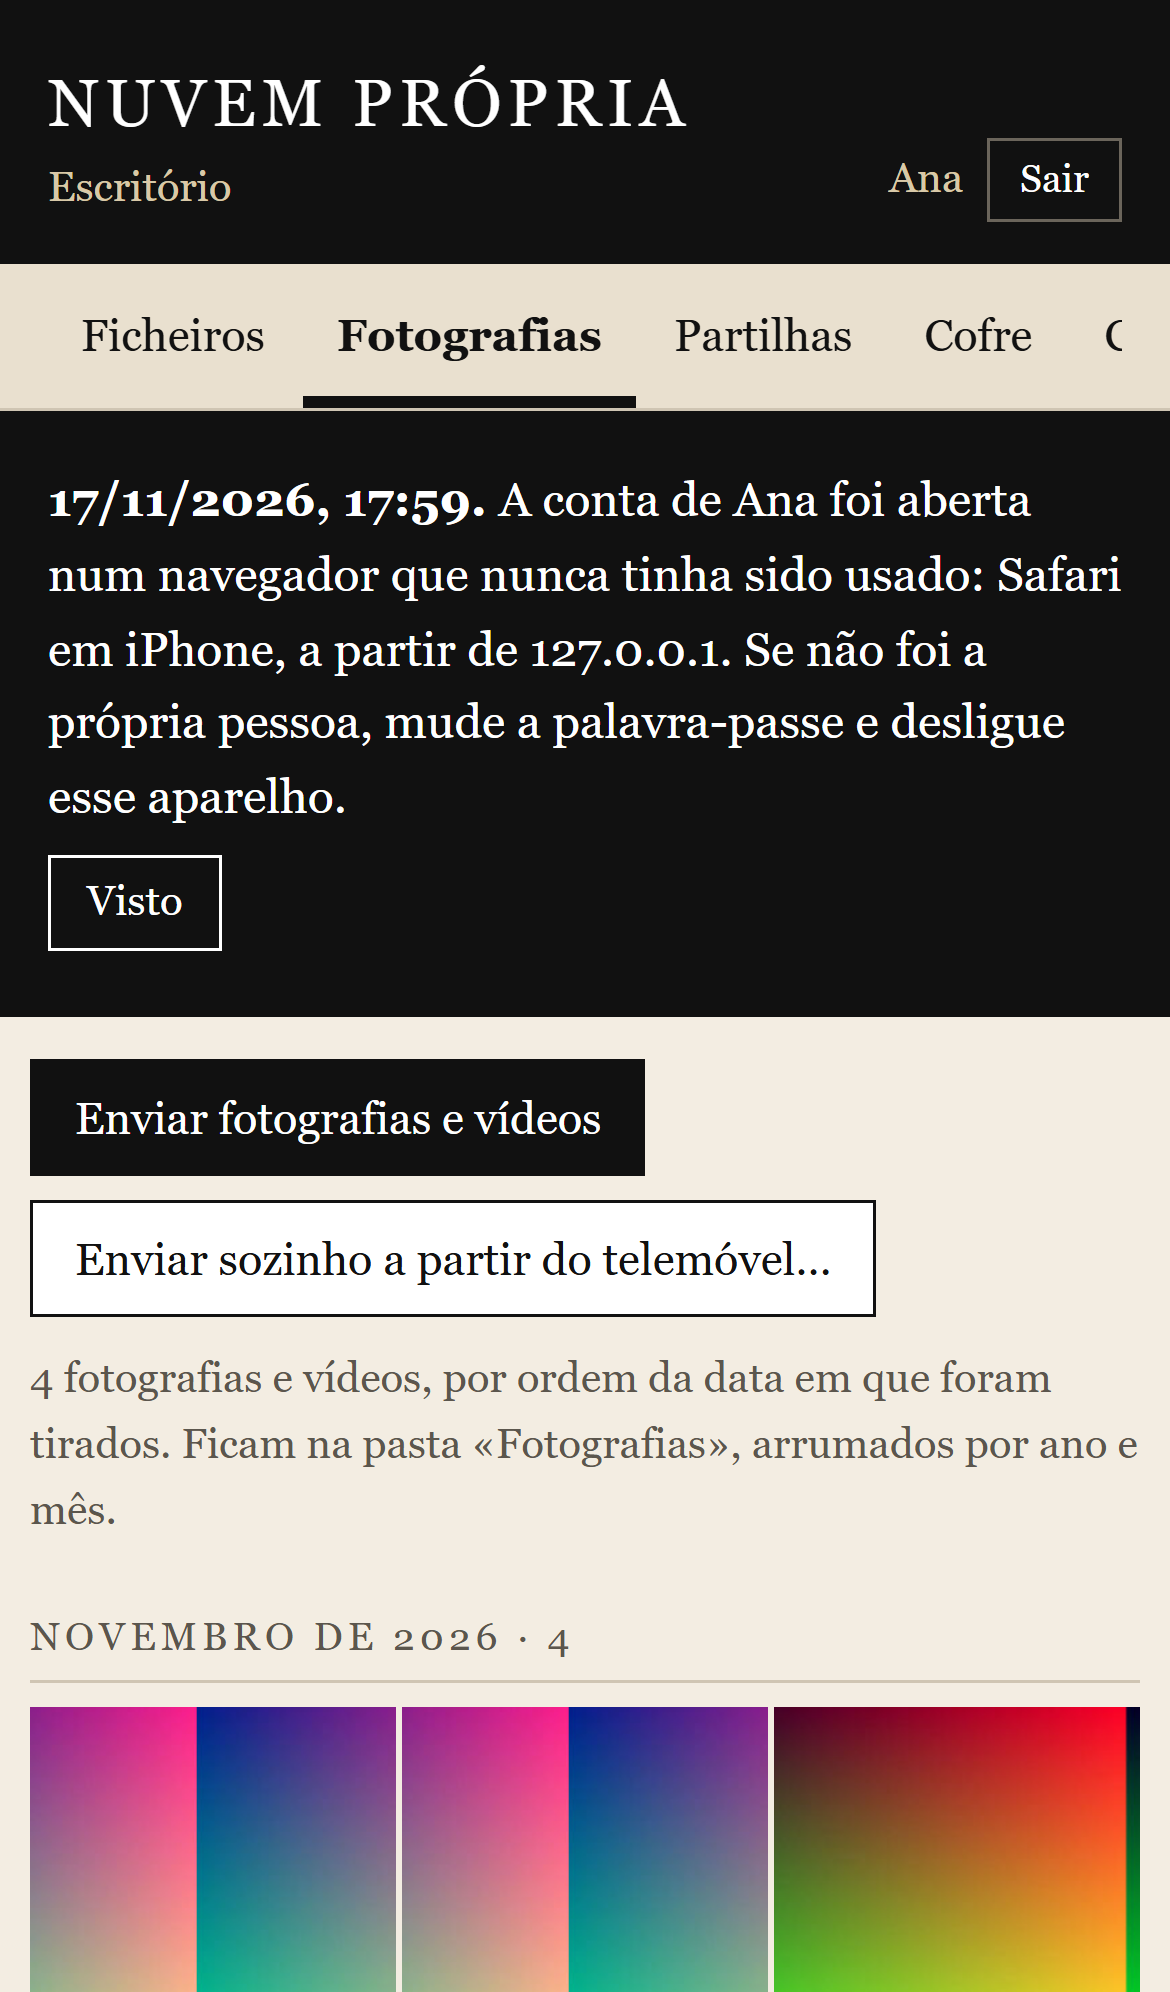 NUVEM PRÓPRIA
Escritório
Ana
Sair
Ficheiros
Fotografias
Partilhas
Cofre
17/11/2026, 17:59. A conta de Ana foi aberta
num navegador que nunca tinha sido usado: Safari
em iPhone, a partir de 127.0.0.1. Se não foi a
própria pessoa, mude a palavra-passe e desligue
esse aparelho.
Visto
Enviar fotografias e vídeos
Enviar sozinho a partir do telemóvel...
4 fotografias e vídeos, por ordem da data em que foram
tirados. Ficam na pasta «Fotografias», arrumados por ano e
mês.
NOVEMBRO DE 2026 · 4